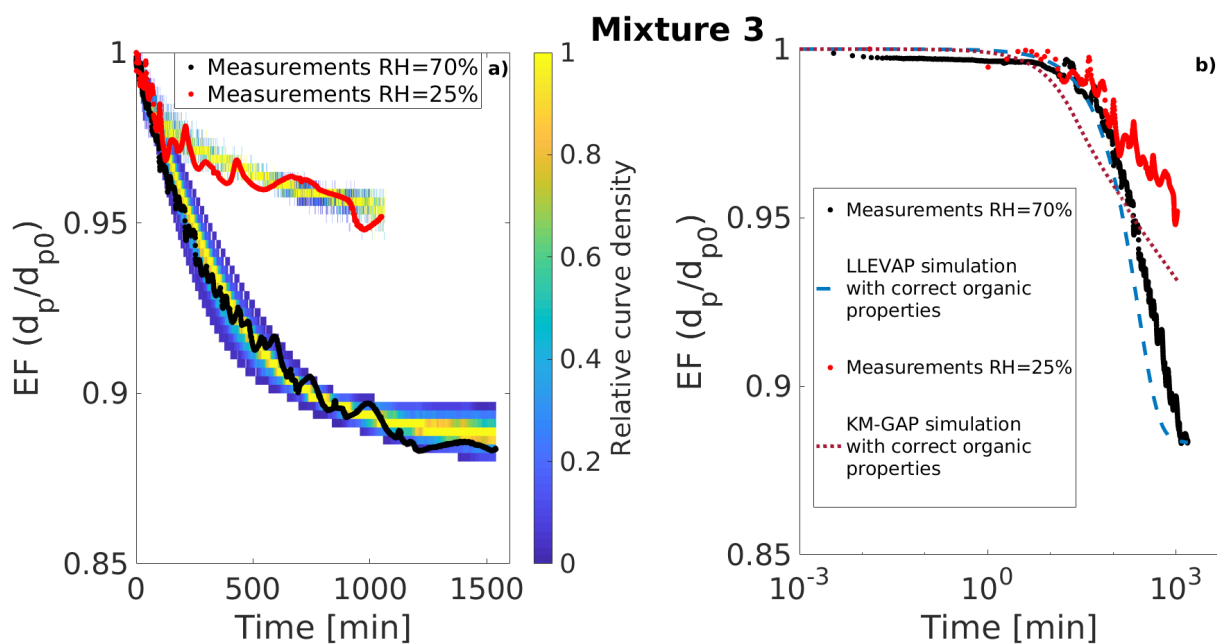 Mixture 3
a)
Measurements RH=70%
Measurements RH=25%
1
0.95
0.9
0.85
EF (d_p/d_p0)
0
500
1000
1500
Time [min]
1
0.8
0.6
0.4
0.2
0
Relative curve density
b)
1
0.95
0.9
0.85
EF (d_p/d_p0)
Measurements RH=70%
LLEVAP simulation
with correct organic
properties
Measurements RH=25%
KM-GAP simulation
with correct organic
properties
10^-3
10^0
10^3
Time [min]